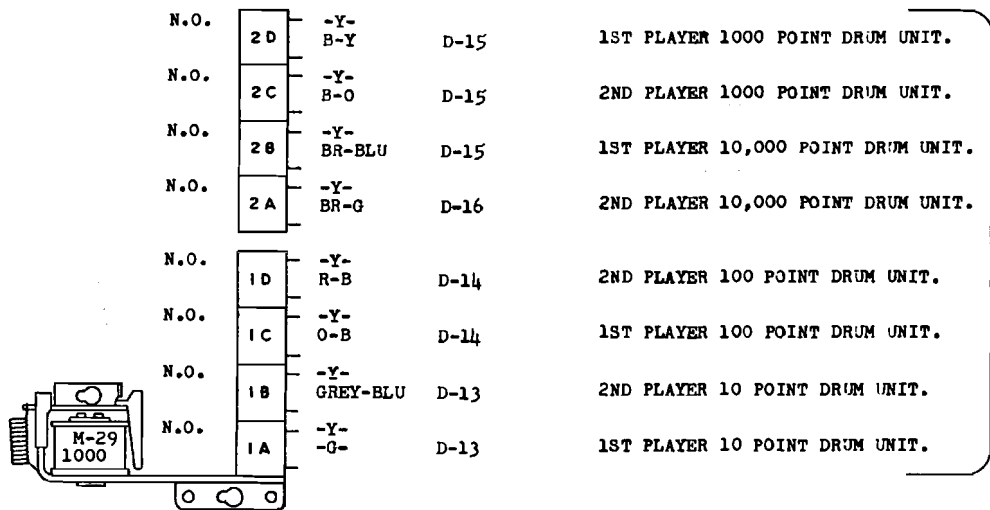 N.O. 2D -Y- B-Y D-15 1ST PLAYER 1000 POINT DRUM UNIT.
N.O. 2C -Y- B-O D-15 2ND PLAYER 1000 POINT DRUM UNIT.
N.O. 2B -Y- BR-BLU D-15 1ST PLAYER 10,000 POINT DRUM UNIT.
N.O. 2A -Y- BR-G D-16 2ND PLAYER 10,000 POINT DRUM UNIT.
N.O. 1D -Y- R-B D-14 2ND PLAYER 100 POINT DRUM UNIT.
N.O. 1C -Y- O-B D-14 1ST PLAYER 100 POINT DRUM UNIT.
N.O. 1B -Y- GREY-BLU D-13 2ND PLAYER 10 POINT DRUM UNIT.
N.O. 1A -Y- -G- D-13 1ST PLAYER 10 POINT DRUM UNIT.
M-29
1000